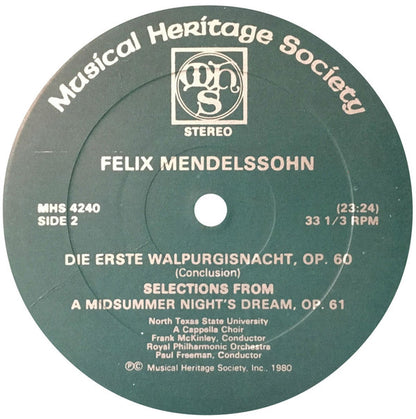 Musical Heritage Society
mhs
STEREO
FELIX MENDELSSOHN
MHS 4240 (23:24)
SIDE 2 33 1/3 RPM
DIE ERSTE WALPURGISNACHT, OP. 60
(Conclusion)
SELECTIONS FROM
A MIDSUMMER NIGHT'S DREAM, OP. 61
North Texas State University
A Cappella Choir
Frank McKinley, Conductor
Royal Philharmonic Orchestra
Paul Freeman, Conductor
℗© Musical Heritage Society, Inc., 1980